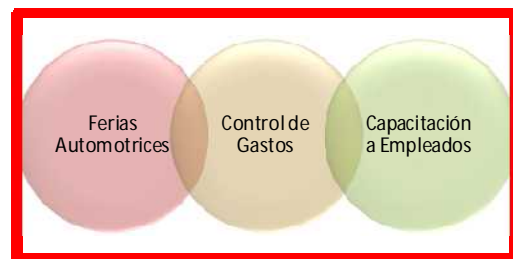 Ferias
Automotrices
Control de
Gastos
Capacitación
a Empleados